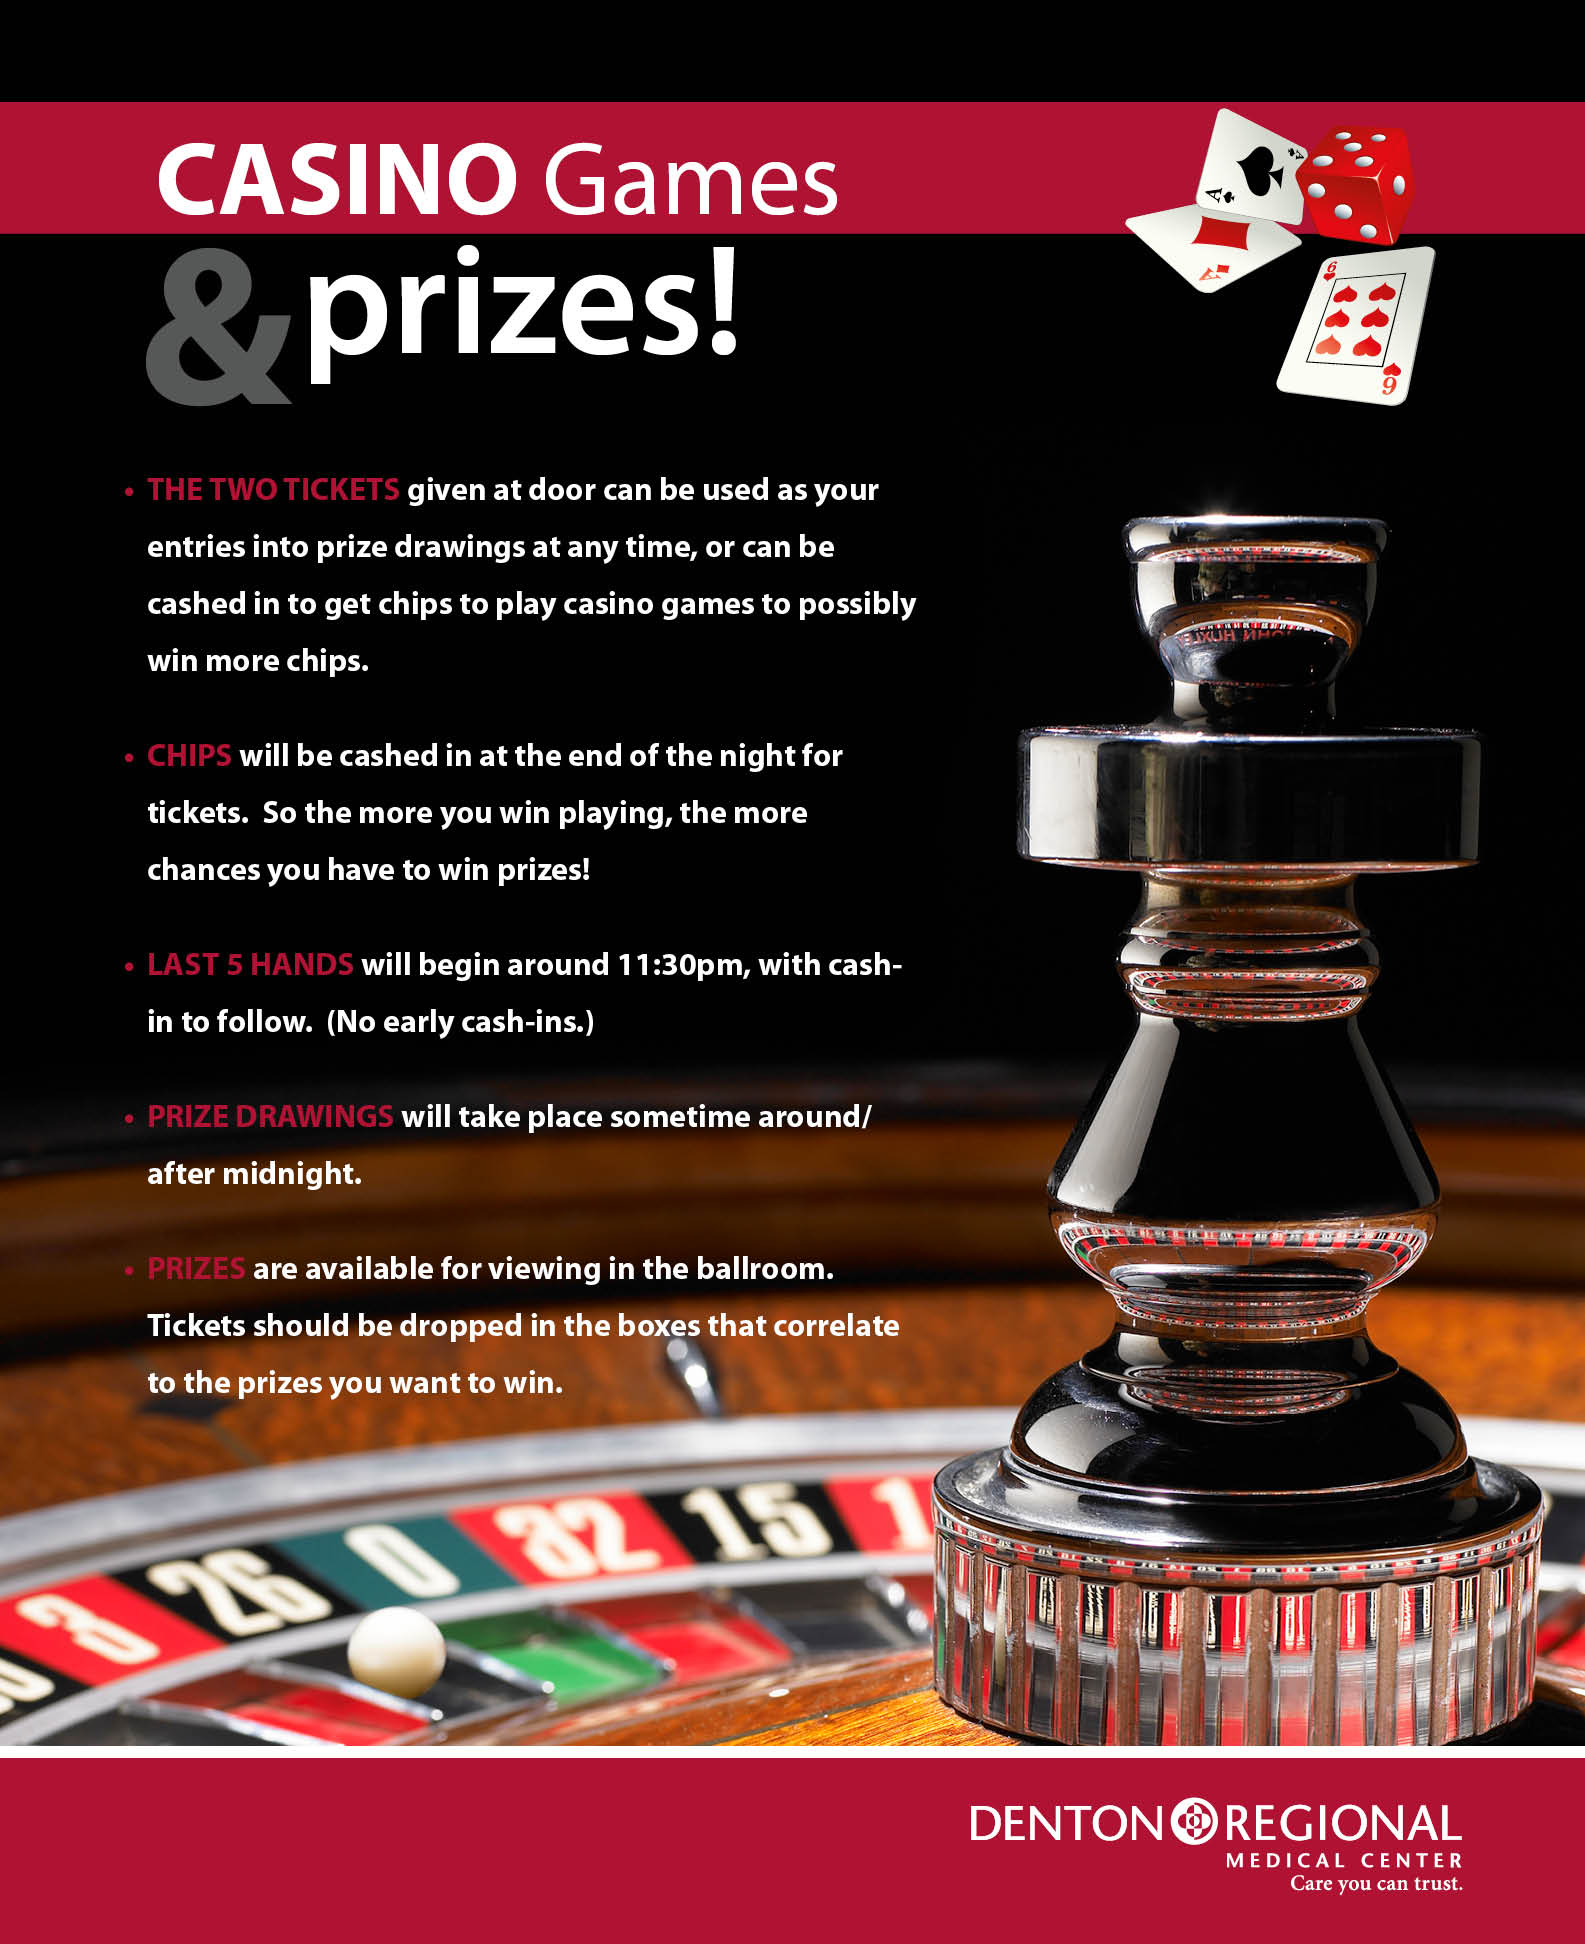 CASINO Games
& prizes!
• THE TWO TICKETS given at door can be used as your
entries into prize drawings at any time, or can be
cashed in to get chips to play casino games to possibly
win more chips.
• CHIPS will be cashed in at the end of the night for
tickets.  So the more you win playing, the more
chances you have to win prizes!
• LAST 5 HANDS will begin around 11:30pm, with cash-
in to follow.  (No early cash-ins.)
• PRIZE DRAWINGS will take place sometime around/
after midnight.
• PRIZES are available for viewing in the ballroom.
Tickets should be dropped in the boxes that correlate
to the prizes you want to win.
A
A
A
6
6
26 0 32 15
DENTON REGIONAL
MEDICAL CENTER
Care you can trust.